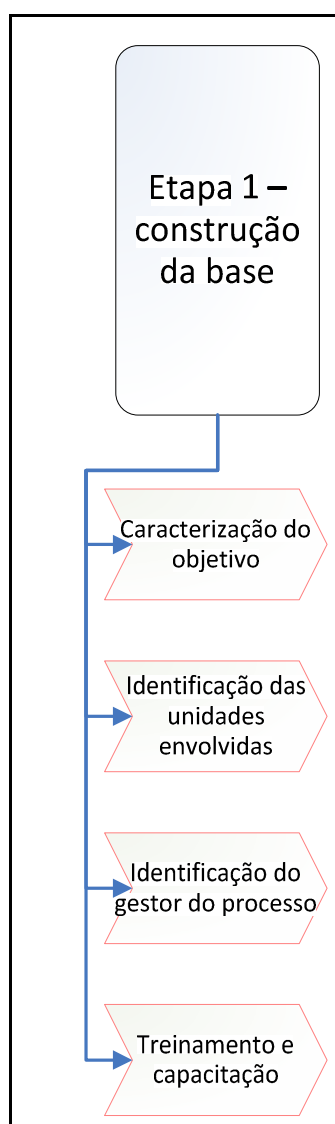 Etapa 1 –
construção
da base
Caracterização do
objetivo
Identificação das
unidades
envolvidas
Identificação do
gestor do processo
Treinamento e
capacitação